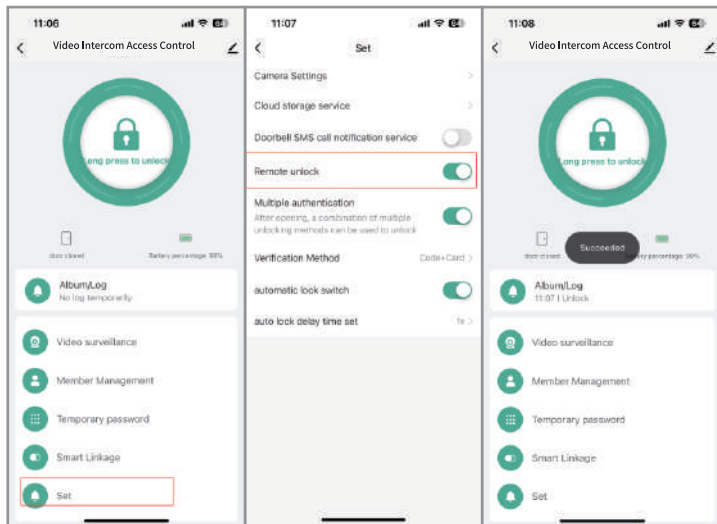 11:06
64
Video Intercom Access Control
Long press to unlock
door closed
Battery percentage: 99%
Album/Log
No log temporarily
Video surveillance
Member Management
Temporary password
Smart Linkage
Set
11:07
64
Set
Camera Settings
Cloud storage service
Doorbell SMS call notification service
Remote unlock
Multiple authentication
After opening, a combination of multiple
unlocking methods can be used to unlock
Verification Method
Code+Card
automatic lock switch
auto lock delay time set
1s
11:08
64
Video Intercom Access Control
Long press to unlock
door closed
Succeeded
percentage: 99%
Album/Log
11:07 | Unlock
Video surveillance
Member Management
Temporary password
Smart Linkage
Set